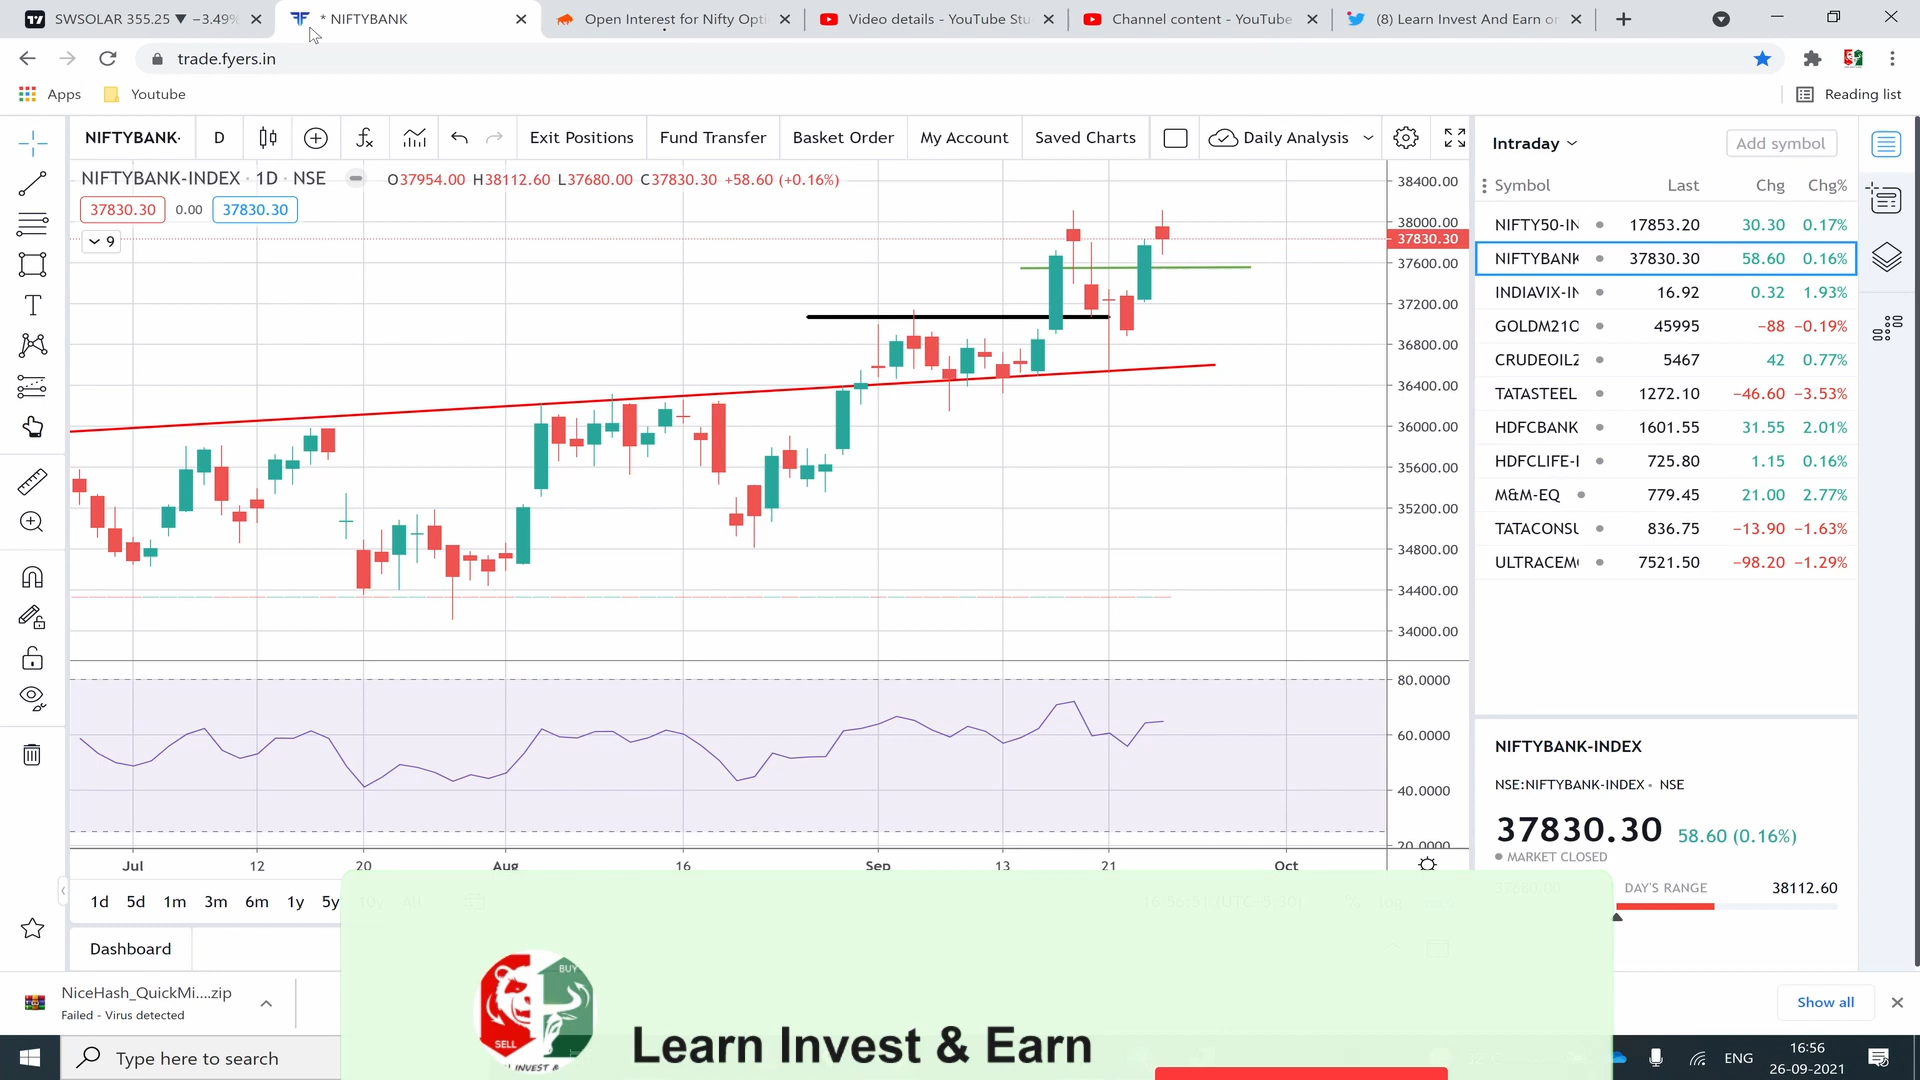 SWSOLAR 355.25 ▼ −3.49%
* NIFTYBANK
Open Interest for Nifty Opti
Video details - YouTube Stu
Channel content - YouTube
(8) Learn Invest And Earn or
trade.fyers.in
Apps
Youtube
Reading list
NIFTYBANK-
D
Exit Positions
Fund Transfer
Basket Order
My Account
Saved Charts
Daily Analysis
NIFTYBANK-INDEX · 1D · NSE
O37954.00 H38112.60 L37680.00 C37830.30 +58.60 (+0.16%)
37830.30 0.00 37830.30
9
38400.00
38000.00
37830.30
37600.00
37200.00
36800.00
36400.00
36000.00
35600.00
35200.00
34800.00
34400.00
34000.00
80.0000
60.0000
40.0000
20.0000
Jul 12 20 Aug 16 Sep 13 21 Oct
1d 5d 1m 3m 6m 1y 5y
Dashboard
Intraday
Add symbol
Symbol Last Chg Chg%
NIFTY50-IN 17853.20 30.30 0.17%
NIFTYBANK 37830.30 58.60 0.16%
INDIAVIX-IN 16.92 0.32 1.93%
GOLDM21O 45995 −88 −0.19%
CRUDEOIL2 5467 42 0.77%
TATASTEEL 1272.10 −46.60 −3.53%
HDFCBANK 1601.55 31.55 2.01%
HDFCLIFE-I 725.80 1.15 0.16%
M&M-EQ 779.45 21.00 2.77%
TATACONSU 836.75 −13.90 −1.63%
ULTRACEM 7521.50 −98.20 −1.29%
NIFTYBANK-INDEX
NSE:NIFTYBANK-INDEX • NSE
37830.30 58.60 (0.16%)
MARKET CLOSED
DAY'S RANGE 38112.60
NiceHash_QuickMi....zip
Failed - Virus detected
Show all
BUY
SELL
Learn Invest & Earn
Type here to search
ENG
16:56
26-09-2021